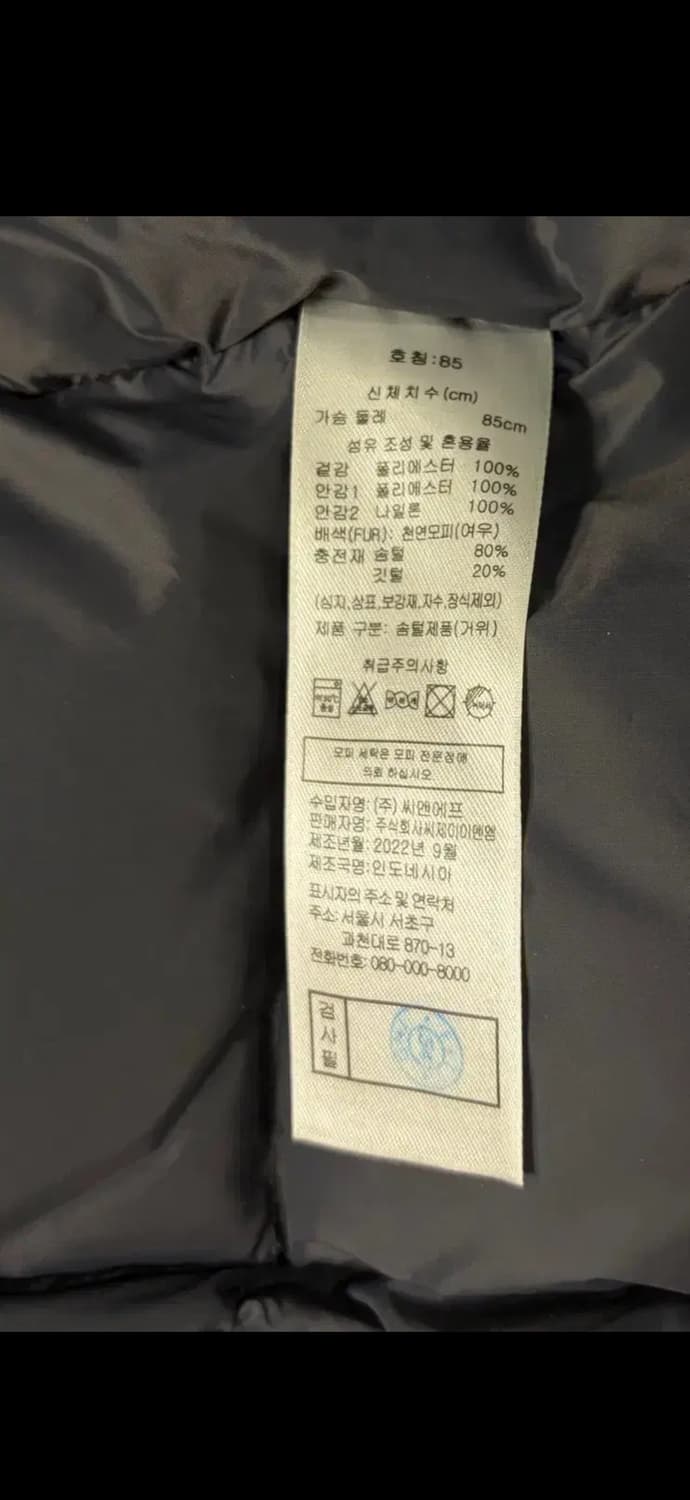 호칭:85
신체치수(cm)
가슴 둘레 85cm
섬유 조성 및 혼용율
겉감 폴리에스터 100%
안감1 폴리에스터 100%
안감2 나일론 100%
배색(FUR): 천연모피(여우)
충전재 솜털 80%
깃털 20%
(심지,상표,보강재,자수,장식제외)
제품 구분: 솜털제품(거위)
취급주의사항
모피 세탁은 모피 전문점에
의뢰 하십시오
수입자명: (주) 씨앤에프
판매자명: 주식회사씨제이이앤엠
제조년월: 2022년 9월
제조국명: 인도네시아
표시자의 주소 및 연락처
주소: 서울시 서초구
과천대로 870-13
전화번호: 080-000-8000
검사필